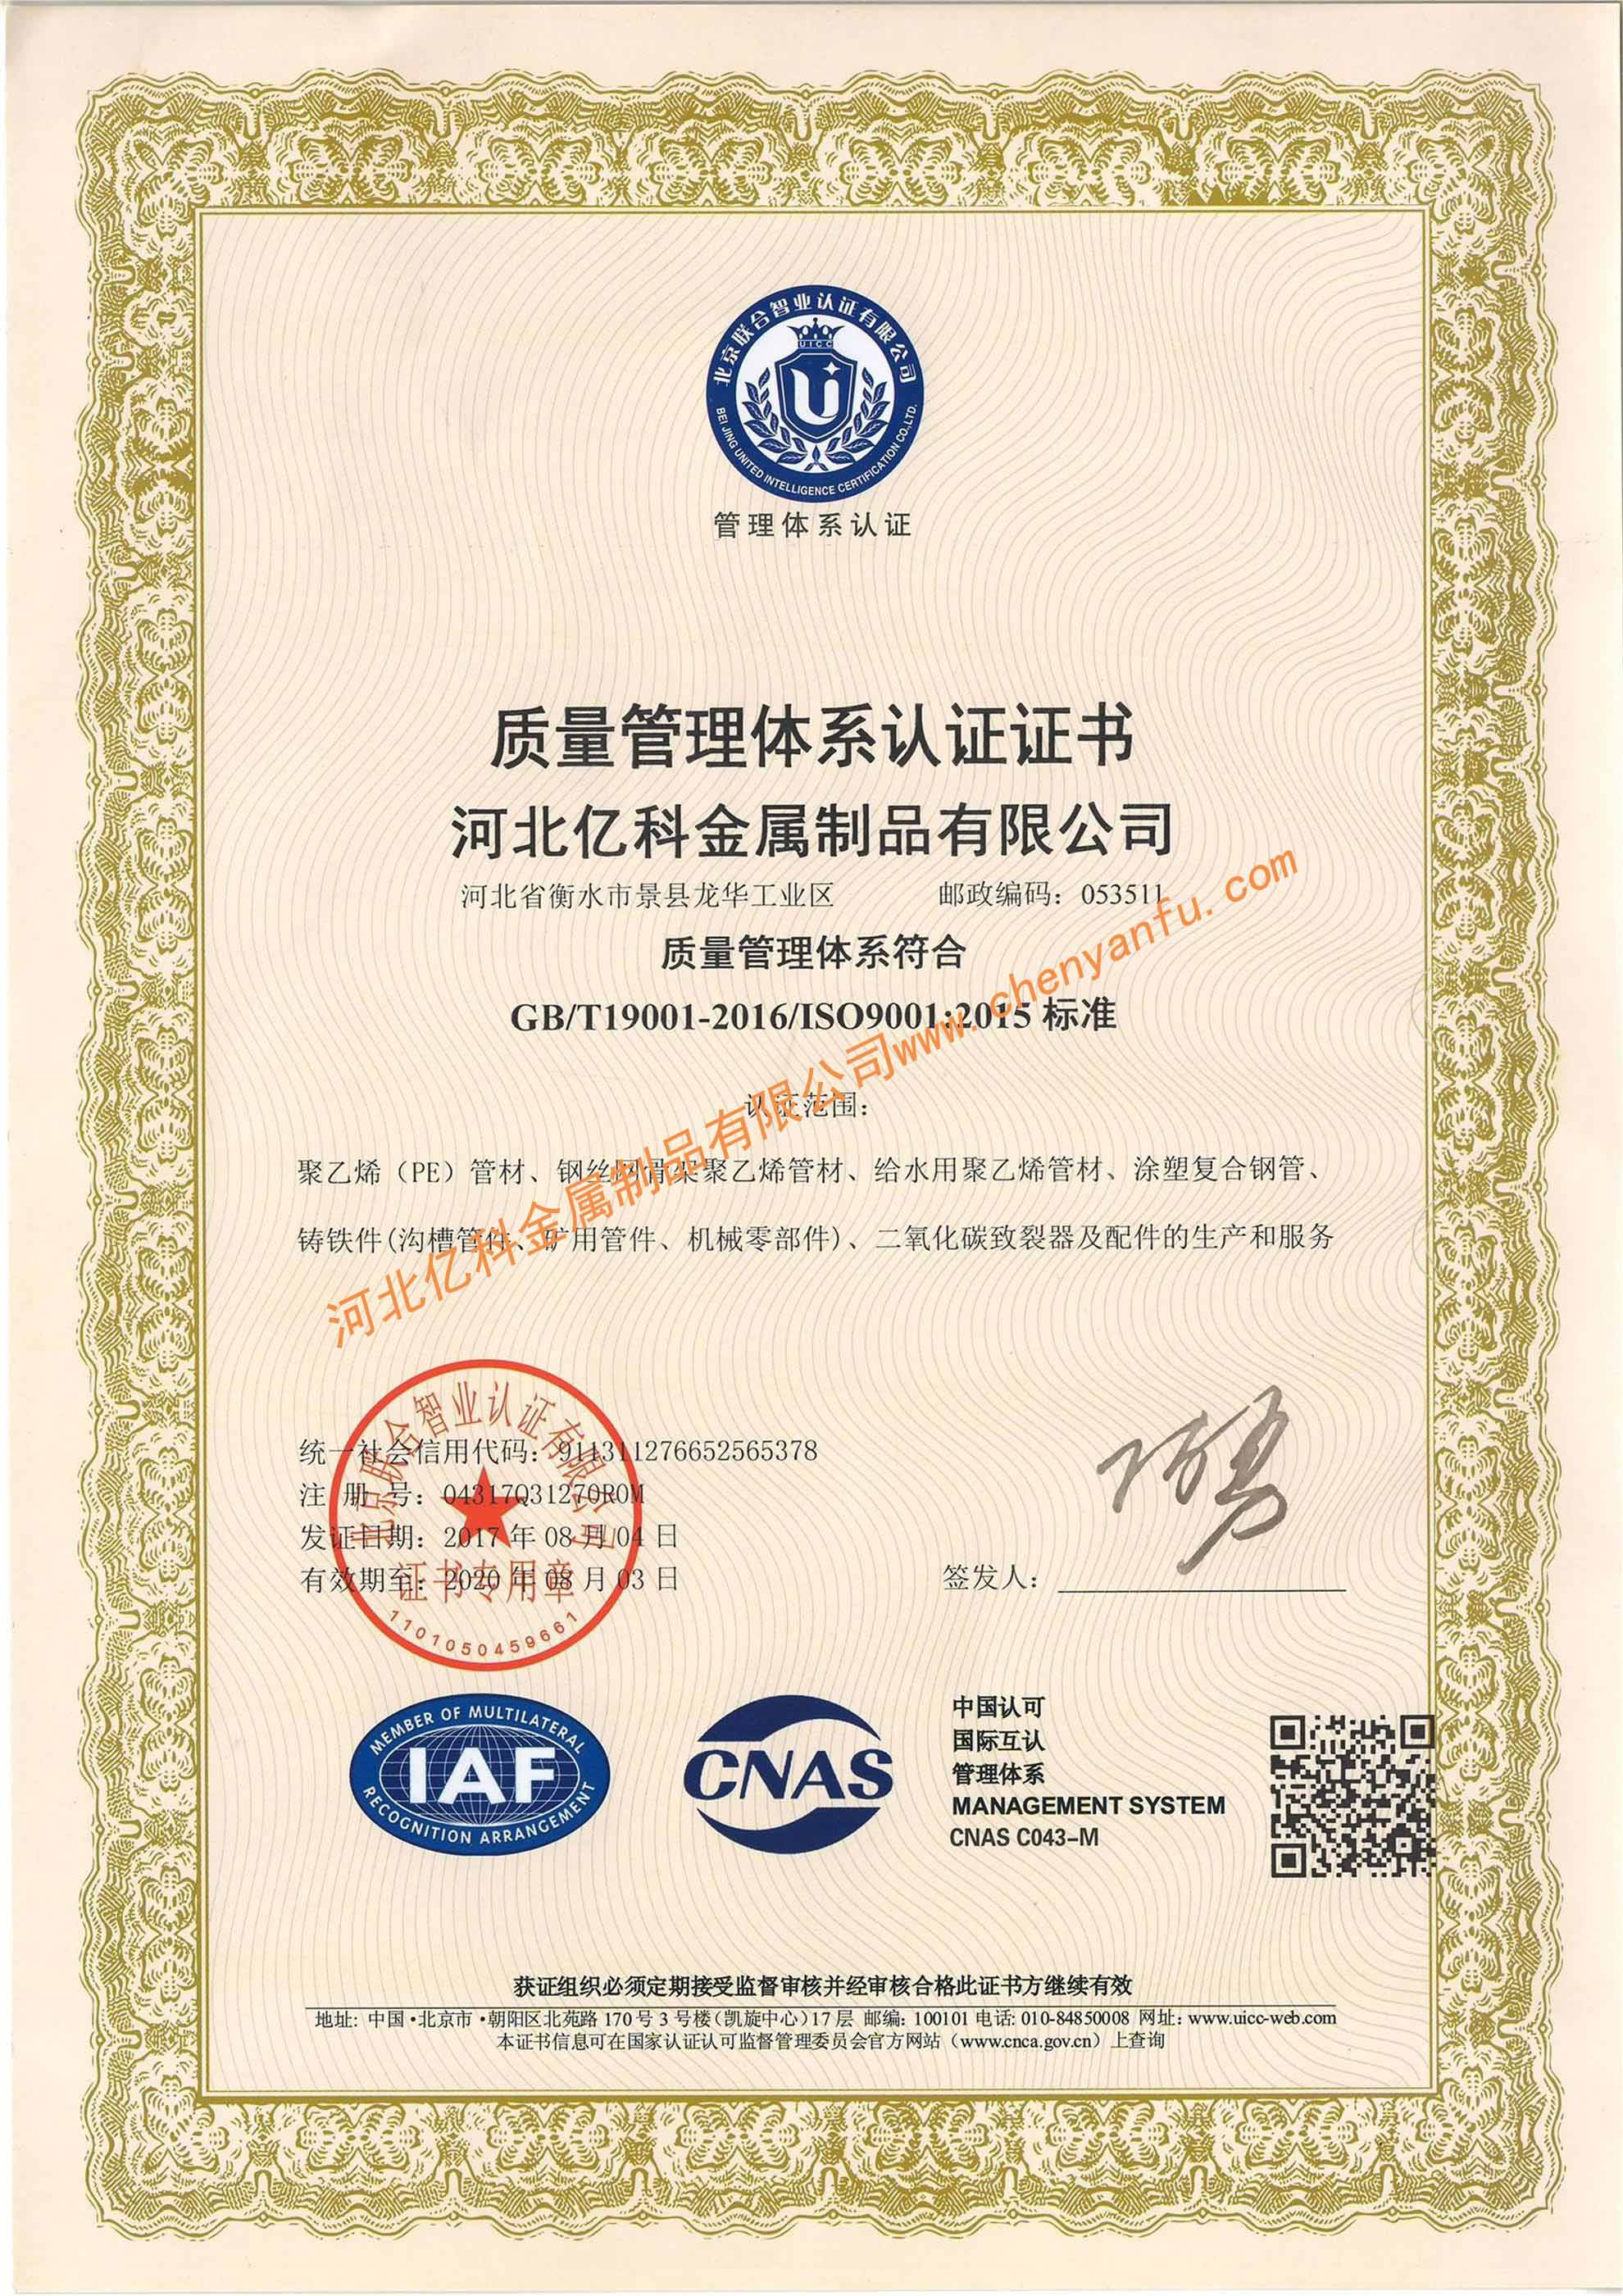 北京联合智业认证有限公司
UICC
U
BEI JING UNITED INTELLIGENCE CERTIFICATION CO.,LTD.
管理体系认证
质量管理体系认证证书
河北亿科金属制品有限公司
河北省衡水市景县龙华工业区 邮政编码：053511
质量管理体系符合
GB/T19001-2016/ISO9001:2015 标准
认证范围：
聚乙烯（PE）管材、钢丝网骨架聚乙烯管材、给水用聚乙烯管材、涂塑复合钢管、
铸铁件(沟槽管件、矿用管件、机械零部件)、二氧化碳致裂器及配件的生产和服务
河北亿科金属制品有限公司www.chenyanfu.com
统一社会信用代码：911311276652565378
注 册 号：04317Q31270R0M
发证日期：2017 年 08 月 04 日
有效期至：2020 年 08 月 03 日
签发人：
北京联合智业认证有限公司
证书专用章
1101050459661
MEMBER OF MULTILATERAL
IAF
RECOGNITION ARRANGEMENT
CNAS
中国认可
国际互认
管理体系
MANAGEMENT SYSTEM
CNAS C043-M
获证组织必须定期接受监督审核并经审核合格此证书方继续有效
地址: 中国·北京市·朝阳区北苑路 170 号 3 号楼（凯旋中心）17 层 邮编: 100101 电话: 010-84850008 网址: www.uicc-web.com
本证书信息可在国家认证认可监督管理委员会官方网站（www.cnca.gov.cn）上查询